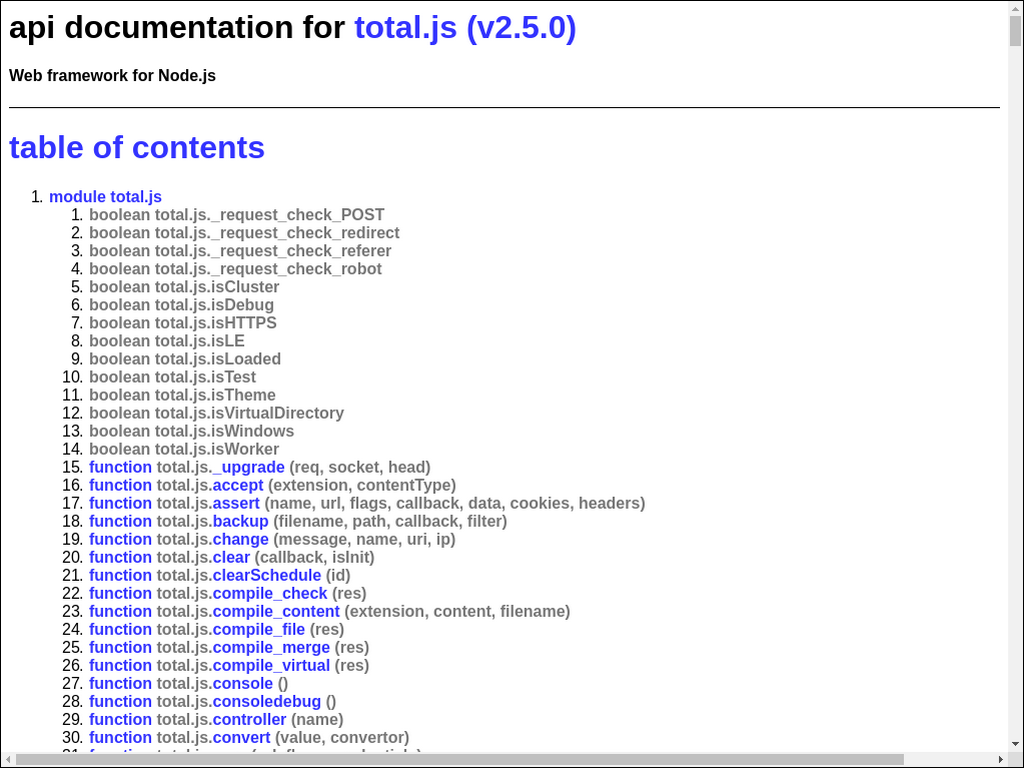 api documentation for total.js (v2.5.0)
Web framework for Node.js
table of contents
1. module total.js
1. boolean total.js._request_check_POST
2. boolean total.js._request_check_redirect
3. boolean total.js._request_check_referer
4. boolean total.js._request_check_robot
5. boolean total.js.isCluster
6. boolean total.js.isDebug
7. boolean total.js.isHTTPS
8. boolean total.js.isLE
9. boolean total.js.isLoaded
10. boolean total.js.isTest
11. boolean total.js.isTheme
12. boolean total.js.isVirtualDirectory
13. boolean total.js.isWindows
14. boolean total.js.isWorker
15. function total.js._upgrade (req, socket, head)
16. function total.js.accept (extension, contentType)
17. function total.js.assert (name, url, flags, callback, data, cookies, headers)
18. function total.js.backup (filename, path, callback, filter)
19. function total.js.change (message, name, uri, ip)
20. function total.js.clear (callback, isInit)
21. function total.js.clearSchedule (id)
22. function total.js.compile_check (res)
23. function total.js.compile_content (extension, content, filename)
24. function total.js.compile_file (res)
25. function total.js.compile_merge (res)
26. function total.js.compile_virtual (res)
27. function total.js.console ()
28. function total.js.consoledebug ()
29. function total.js.controller (name)
30. function total.js.convert (value, convertor)